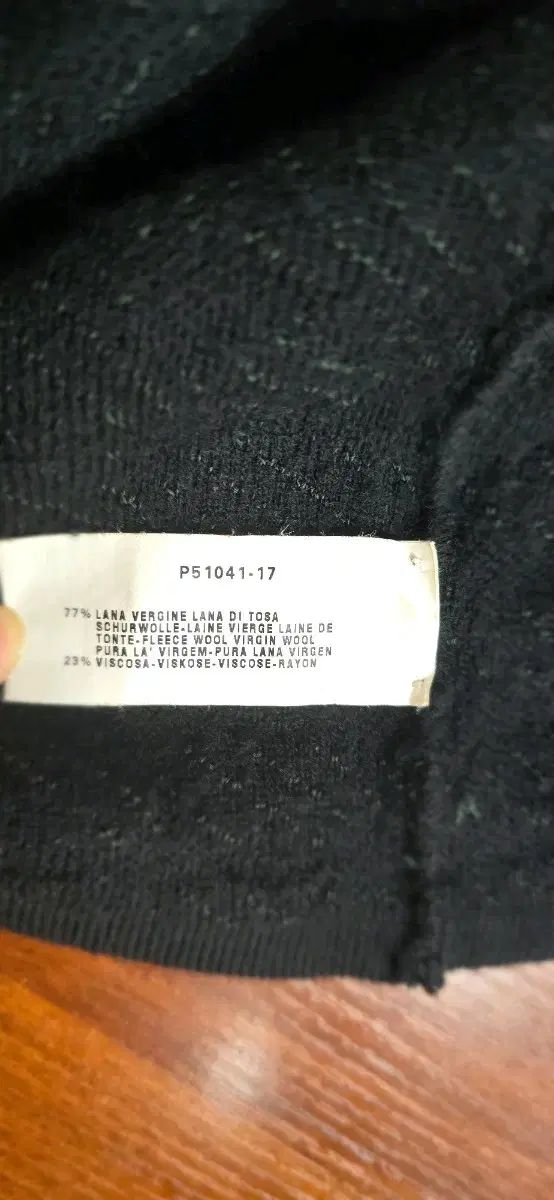 P51041-17
77% LANA VERGINE LANA DI TOSA
SCHURWOLLE-LAINE VIERGE LAINE DE
TONTE-FLEECE WOOL VIRGIN WOOL
PURA LA' VIRGEM-PURA LANA VIRGEN
23% VISCOSA-VISKOSE-VISCOSE-RAYON